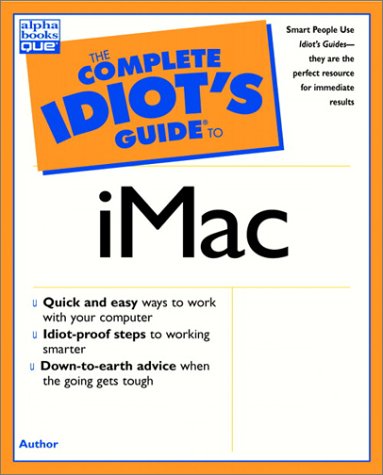 alpha
books
QUE®
Smart People Use
Idiot's Guides—
they are the
perfect resource
for immediate
results
THE
COMPLETE
IDIOT'S
GUIDE® TO
iMac
u Quick and easy ways to work
with your computer
u Idiot-proof steps to working
smarter
u Down-to-earth advice when
the going gets tough
Author